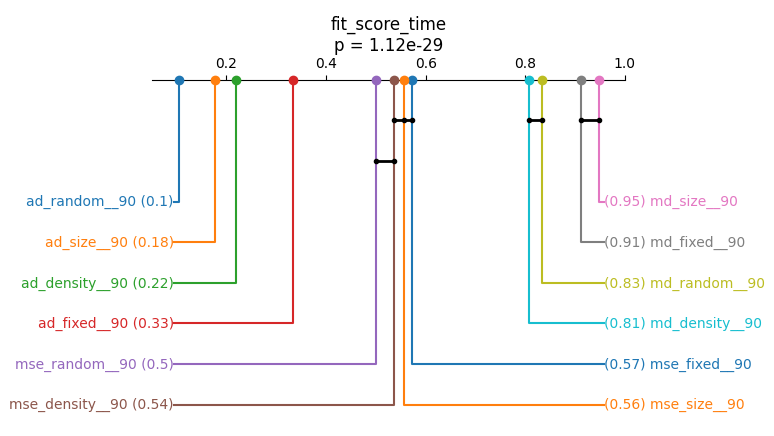 fit_score_time
p = 1.12e-29
0.2 0.4 0.6 0.8 1.0
ad_random__90 (0.1) (0.95) md_size__90
ad_size__90 (0.18) (0.91) md_fixed__90
ad_density__90 (0.22) (0.83) md_random__90
ad_fixed__90 (0.33) (0.81) md_density__90
mse_random__90 (0.5) (0.57) mse_fixed__90
mse_density__90 (0.54) (0.56) mse_size__90